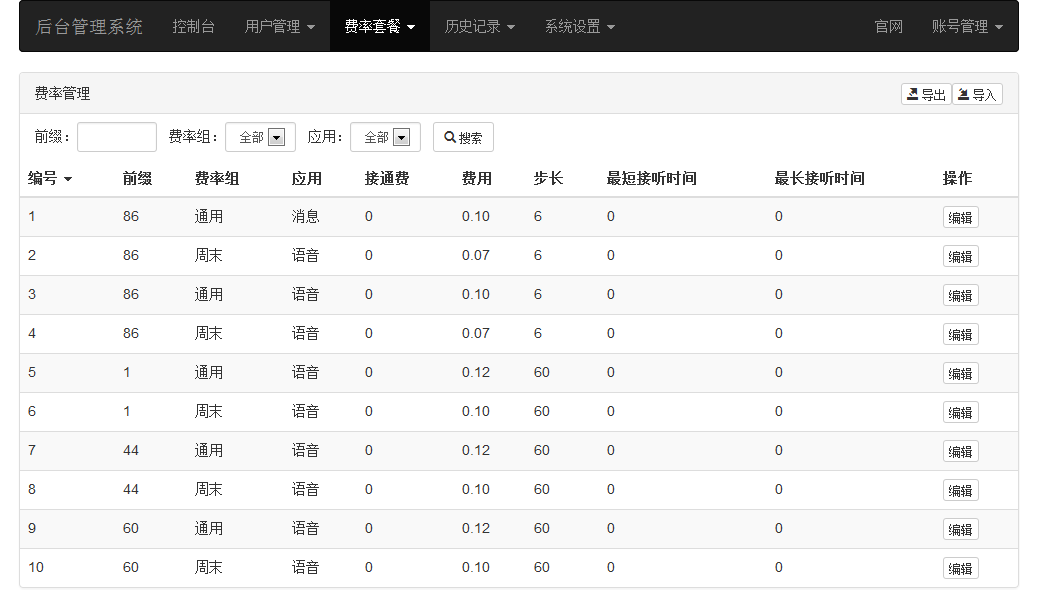 后台管理系统 控制台 用户管理 费率套餐 历史记录 系统设置 官网 账号管理
费率管理 导出 导入
前缀: 费率组: 全部 应用: 全部 搜索
编号 前缀 费率组 应用 接通费 费用 步长 最短接听时间 最长接听时间 操作
1 86 通用 消息 0 0.10 6 0 0 编辑
2 86 周末 语音 0 0.07 6 0 0 编辑
3 86 通用 语音 0 0.10 6 0 0 编辑
4 86 周末 语音 0 0.07 6 0 0 编辑
5 1 通用 语音 0 0.12 60 0 0 编辑
6 1 周末 语音 0 0.10 60 0 0 编辑
7 44 通用 语音 0 0.12 60 0 0 编辑
8 44 周末 语音 0 0.10 60 0 0 编辑
9 60 通用 语音 0 0.12 60 0 0 编辑
10 60 周末 语音 0 0.10 60 0 0 编辑